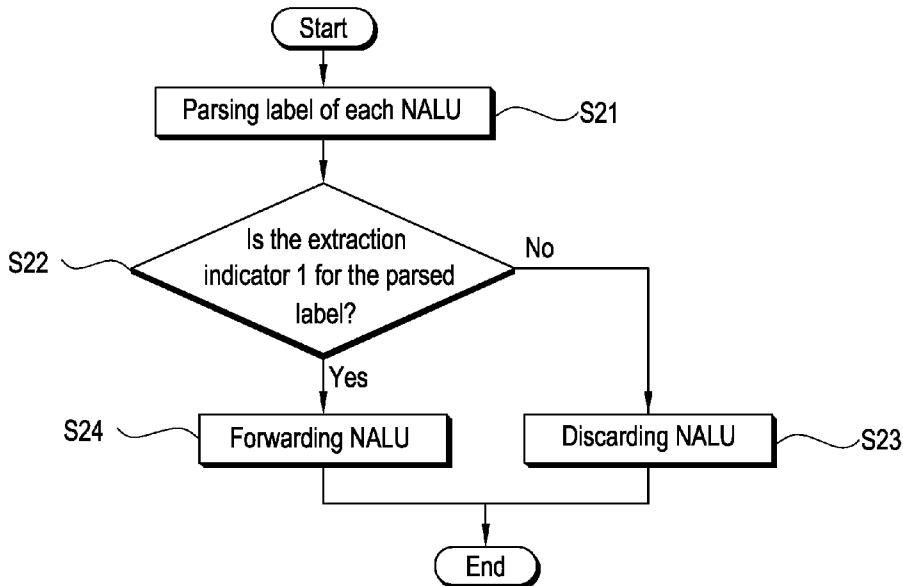 Start
Parsing label of each NALU
S21
Is the extraction
indicator 1 for the parsed
label?
S22
No
Yes
Forwarding NALU
S24
Discarding NALU
S23
End